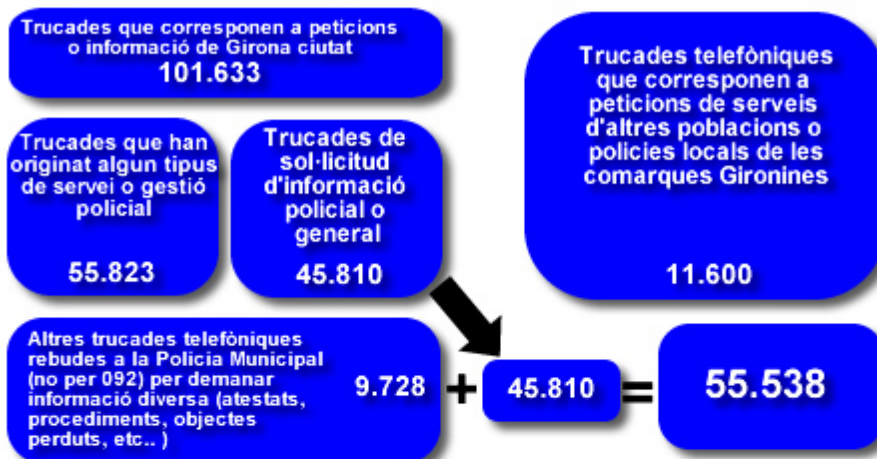 Trucades que corresponen a peticions
o informació de Girona ciutat
101.633
Trucades telefòniques
que corresponen a
peticions de serveis
d'altres poblacions o
policies locals de les
comarques Gironines
11.600
Trucades que han
originat algun tipus
de servei o gestió
policial
55.823
Trucades de
sol·licitud
d'informació
policial o
general
45.810
Altres trucades telefòniques
rebudes a la Policia Municipal
(no per 092) per demanar
informació diversa (atestats,
procediments, objectes
perduts, etc.. )
9.728 + 45.810 = 55.538